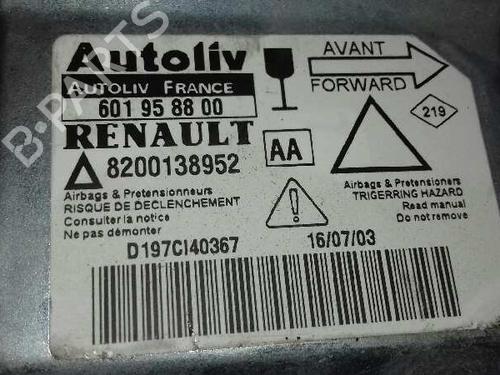 Autoliv
AUTOLIV FRANCE
601 95 88 00
RENAULT
8200138952
AA
AVANT
FORWARD
219
Airbags & Pretensionneurs
RISQUE DE DECLENCHEMENT
Consulter la notice
Ne pas démonter
Airbags & Pretensioners
TRIGERRING HAZARD
Read manual
Do not remove
D197CI40367
16/07/03
B-PARTS